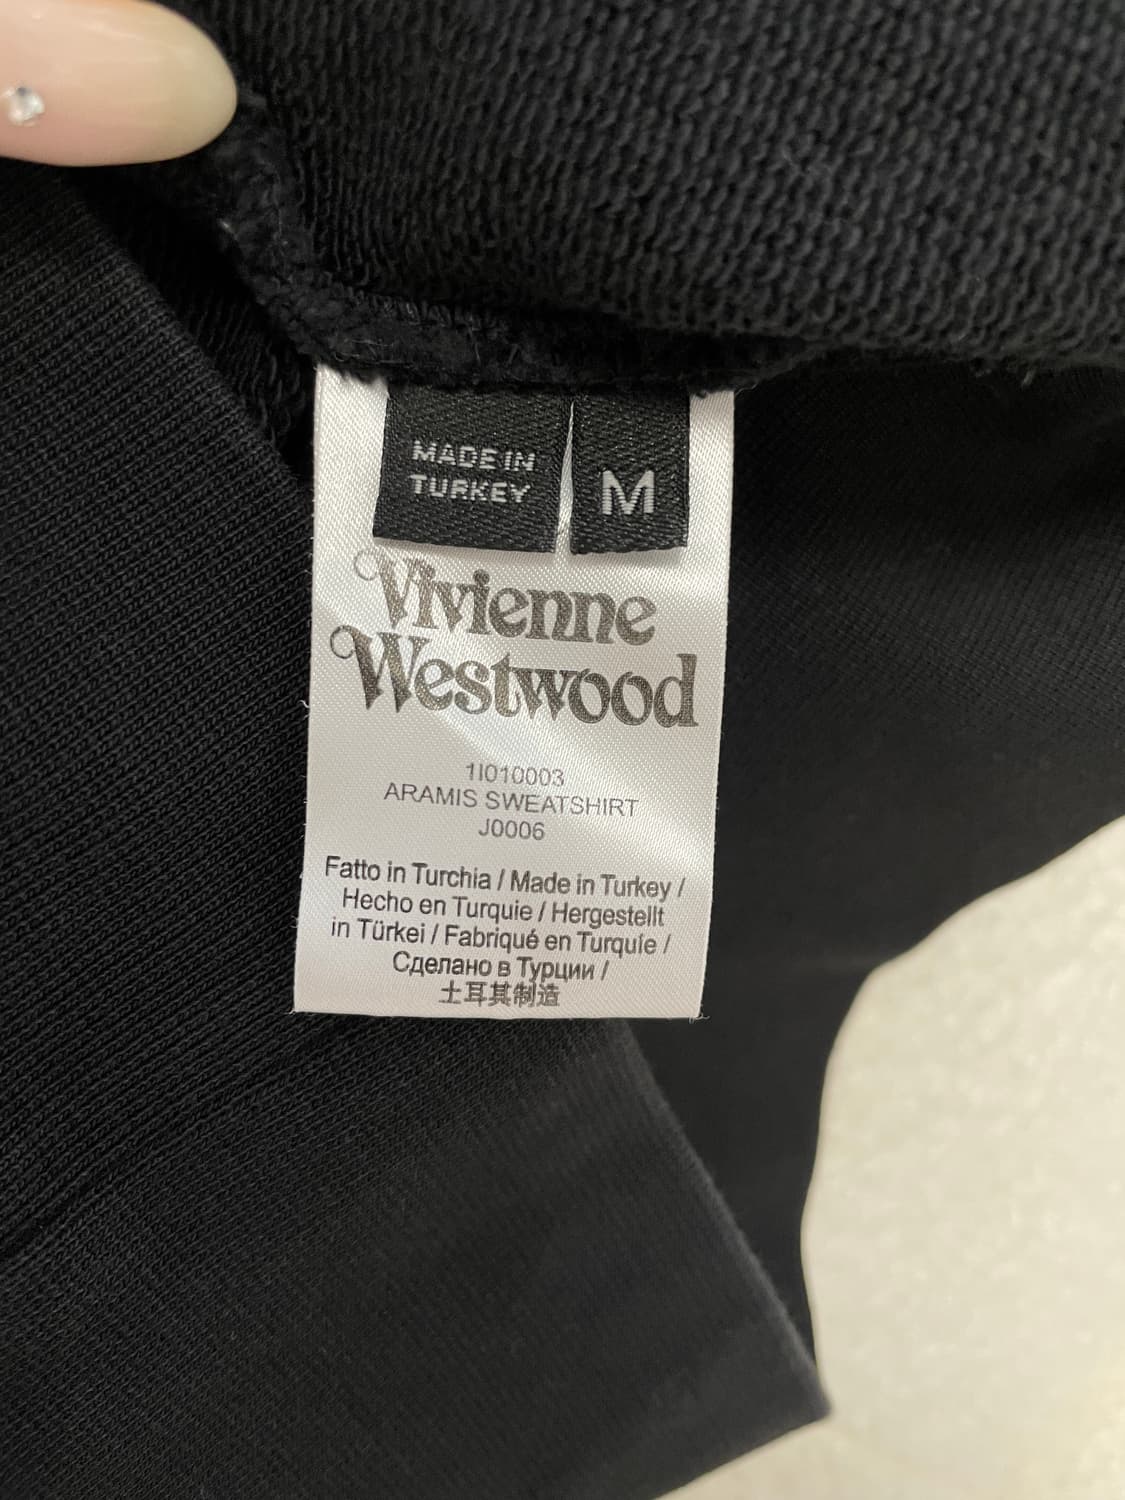 MADE IN
TURKEY
M
Vivienne
Westwood
1I010003
ARAMIS SWEATSHIRT
J0006
Fatto in Turchia / Made in Turkey /
Hecho en Turquie / Hergestellt
in Türkei / Fabriqué en Turquie /
Сделано в Турции /
土耳其制造